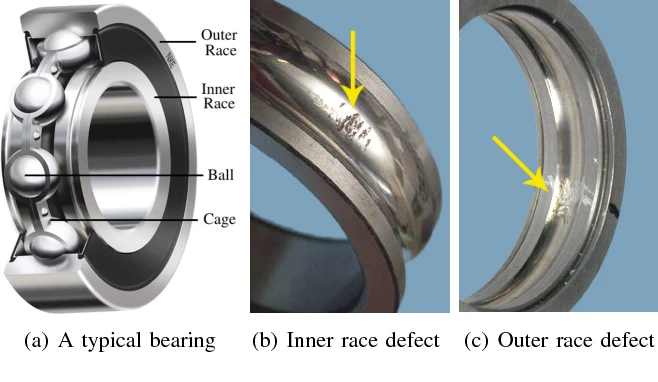 Outer
Race
Inner
Race
Ball
Cage
(a) A typical bearing
(b) Inner race defect
(c) Outer race defect